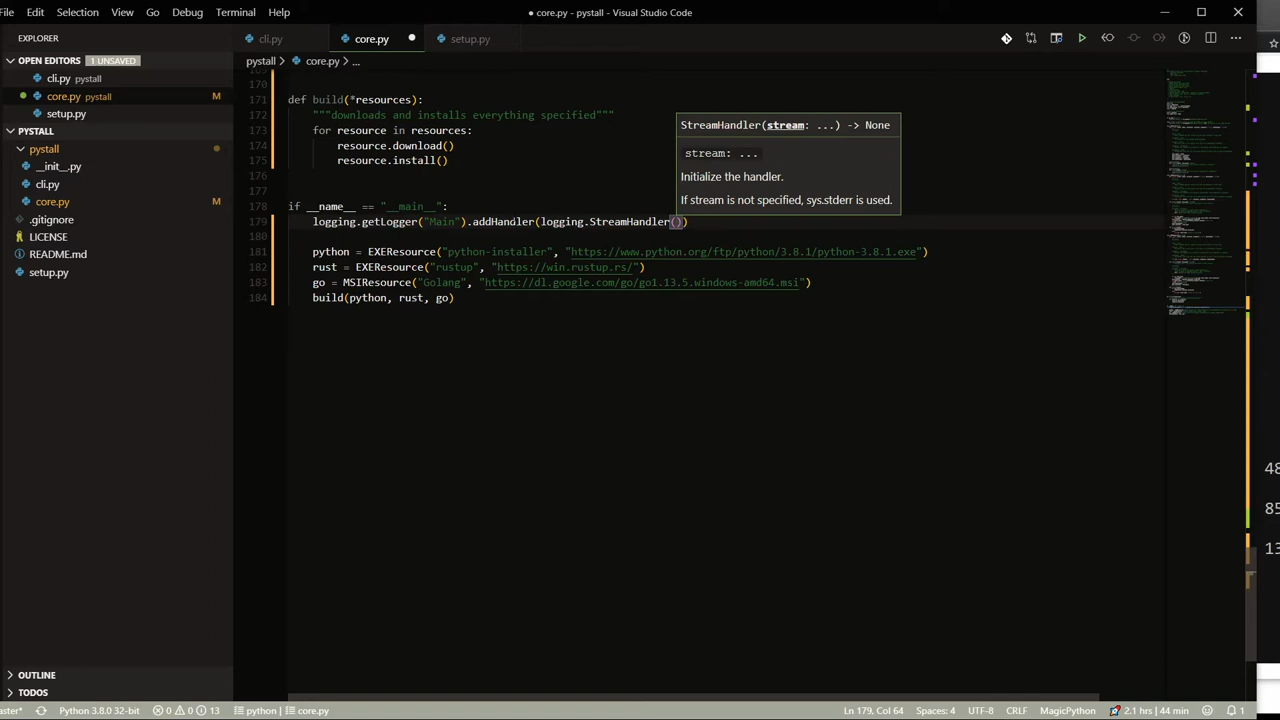 File Edit Selection View Go Debug Terminal Help
● core.py - pystall - Visual Studio Code
EXPLORER
cli.py
core.py
setup.py
OPEN EDITORS 1 UNSAVED
cli.py pystall
core.py pystall M
setup.py
PYSTALL
pystall
__init__.py
cli.py
core.py M
.gitignore
LICENSE
README.md
setup.py
OUTLINE
TODOS
pystall > core.py > ...
169
170
171 def build(*resources):
172 """downloads and installs everything specified"""
173 for resource in resources:
174 resource.download()
175 resource.install()
176
177
178 if __name__ == "__main__":
179 logging.getLogger("Main").addHandler(logging.StreamHandler())
180
181 python = EXEResource("python-installer", "https://www.python.org/ftp/python/3.8.1/python-3.8.1.exe")
182 rust = EXEResource("rustup", "https://win.rustup.rs/")
183 go = MSIResource("Golang", "https://dl.google.com/go/go1.13.5.windows-amd64.msi")
184 build(python, rust, go)
StreamHandler(stream: ...) -> None
stream: ...
Initialize the handler.
If stream is not specified, sys.stderr is used.
48
85
13
master* Python 3.8.0 32-bit 0 0 13 python core.py Ln 179, Col 64 Spaces: 4 UTF-8 CRLF MagicPython 2.1 hrs | 44 min 1